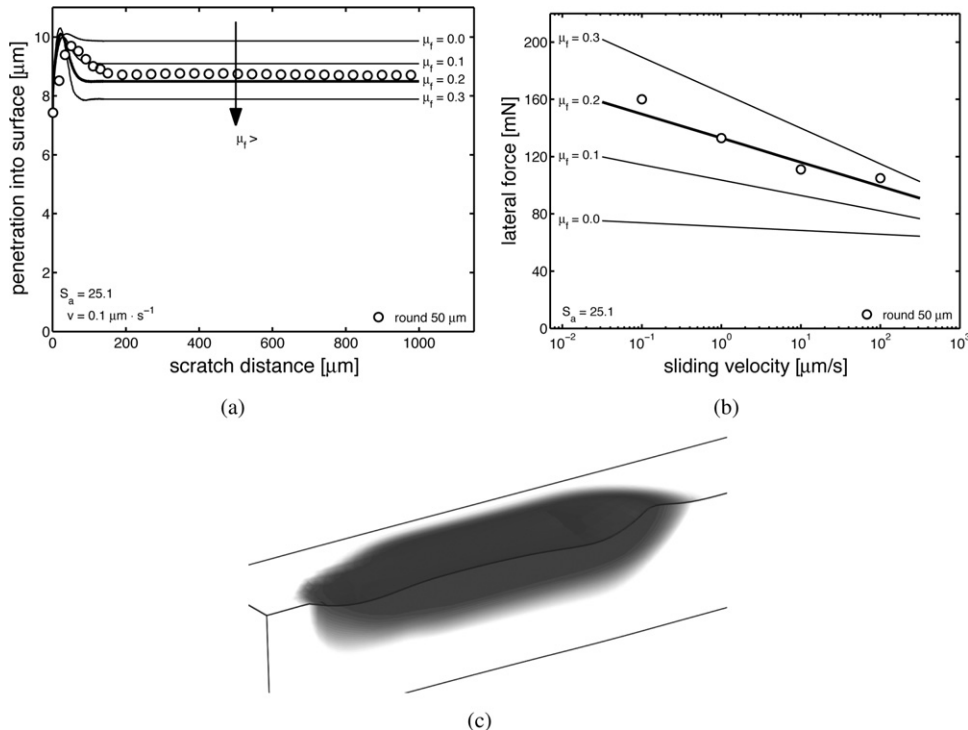 penetration into surface [μm]
10
8
6
4
2
0
μf = 0.0
μf = 0.1
μf = 0.2
μf = 0.3
μf >
Sa = 25.1
v = 0.1 μm · s⁻¹
round 50 μm
0 200 400 600 800 1000
scratch distance [μm]
(a)
lateral force [mN]
200
160
120
80
40
0
μf = 0.3
μf = 0.2
μf = 0.1
μf = 0.0
Sa = 25.1
round 50 μm
10⁻² 10⁻¹ 10⁰ 10¹ 10² 10³
sliding velocity [μm/s]
(b)
(c)